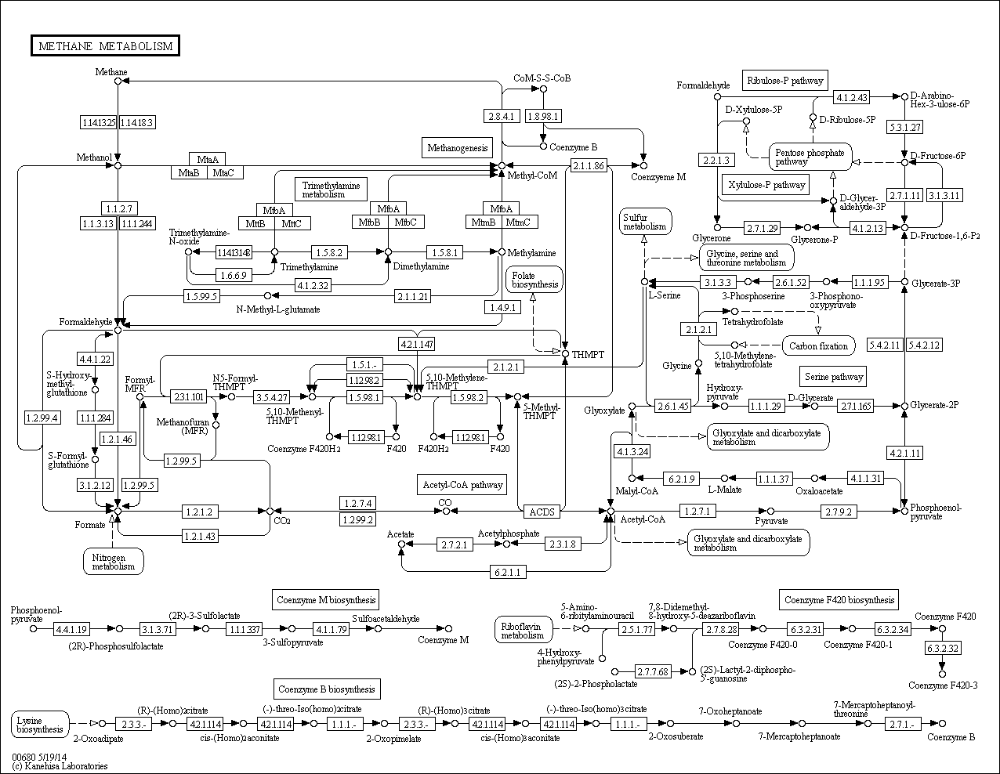 METHANE METABOLISM
Methane
CoM-S-S-CoB
Formaldehyde
Ribulose-P pathway
4.1.2.43
D-Arabino-
Hex-3-ulose-6P
1.14.13.25
1.14.18.3
2.8.4.1
1.8.98.1
D-Xylulose-5P
D-Ribulose-5P
5.3.1.27
Methanogenesis
Coenzyme B
Methanol
MtaA
MtaB
MtaC
2.1.1.86
Methyl-CoM
Coenzyeme M
2.2.1.3
Pentose phosphate
pathway
D-Fructose-6P
Trimethylamine
metabolism
Xylulose-P pathway
D-Glycer-
aldehyde-3P
2.7.1.11
3.1.3.11
1.1.2.7
1.1.3.13
1.1.1.244
MfbA
MttB
MttC
MfbA
MfbB
MfbC
MfbA
MtmB
MtmC
Sulfur
metabolism
Glycerone
2.7.1.29
Glycerone-P
4.1.2.13
D-Fructose-1,6-P2
Trimethylamine-
N-oxide
1.14.13.148
1.5.8.2
1.5.8.1
Methylamine
Trimethylamine
Dimethylamine
1.6.6.9
4.1.2.32
Glycine, serine and
threonine metabolism
Folate
biosynthesis
1.5.99.5
2.1.1.21
N-Methyl-L-glutamate
1.4.9.1
L-Serine
3.1.3.3
2.6.1.52
1.1.1.95
Glycerate-3P
3-Phosphoserine
3-Phosphono-
oxypyruvate
Formaldehyde
Tetrahydrofolate
2.1.2.1
4.2.1.147
THMPT
Carbon fixation
5.4.2.11
5.4.2.12
4.4.1.22
Glycine
5,10-Methylene-
tetrahydrofolate
S-Hydroxy-
methyl-
glutathione
Formyl-
MFR
N5-Formyl-
THMPT
1.5.1.-
1.12.98.2
5,10-Methylene-
THMPT
2.1.2.1
Serine pathway
2.3.1.101
3.5.4.27
1.5.98.1
1.5.98.2
5,10-Methenyl-
THMPT
5-Methyl-
THMPT
Hydroxy-
pyruvate
D-Glycerate
Glyoxylate
2.6.1.45
1.1.1.29
2.7.1.165
Glycerate-2P
1.2.99.4
1.1.1.284
Methanofuran
(MFR)
1.2.1.46
Coenzyme F420H2
1.12.98.1
F420
F420H2
1.12.98.1
F420
Glyoxylate and dicarboxylate
metabolism
S-Formyl-
glutathione
1.2.99.5
4.1.3.24
4.2.1.11
3.1.2.12
1.2.99.5
Acetyl-CoA pathway
6.2.1.9
1.1.1.37
4.1.1.31
Malyl-CoA
L-Malate
Oxaloacetate
Formate
1.2.1.2
CO2
1.2.7.4
1.2.99.2
CO
ACDS
Acetyl-CoA
1.2.7.1
Pyruvate
2.7.9.2
Phosphoenol-
pyruvate
1.2.1.43
Acetate
2.7.2.1
Acetylphosphate
2.3.1.8
Glyoxylate and dicarboxylate
metabolism
Nitrogen
metabolism
6.2.1.1
Coenzyme M biosynthesis
Coenzyme F420 biosynthesis
Phosphoenol-
pyruvate
(2R)-3-Sulfolactate
Sulfoacetaldehyde
4.4.1.19
3.1.3.71
1.1.1.337
4.1.1.79
(2R)-Phosphosulfolactate
3-Sulfopyruvate
Coenzyme M
5-Amino-
6-ribitylaminouracil
7,8-Didemethyl-
8-hydroxy-5-deazariboflavin
Coenzyme F420
Riboflavin
metabolism
2.5.1.77
2.7.8.28
6.3.2.31
6.3.2.34
Coenzyme F420-0
Coenzyme F420-1
6.3.2.32
4-Hydroxy-
phenylpyruvate
2.7.7.68
(2S)-Lactyl-2-diphospho-
5'-guanosine
(2S)-2-Phospholactate
Coenzyme F420-3
Coenzyme B biosynthesis
(R)-(Homo)2citrate
(-)-threo-Iso(homo)2citrate
(R)-(Homo)3citrate
(-)-threo-Iso(homo)3citrate
7-Oxoheptanoate
7-Mercaptoheptanoyl-
threonine
Lysine
biosynthesis
2.3.3.-
4.2.1.114
4.2.1.114
1.1.1.-
2.3.3.-
4.2.1.114
4.2.1.114
1.1.1.-
2.7.1.-
2-Oxoadipate
cis-(Homo)2aconitate
2-Oxopimelate
cis-(Homo)3aconitate
2-Oxosuberate
7-Mercaptoheptanoate
Coenzyme B
00680 5/19/14
(c) Kanehisa Laboratories